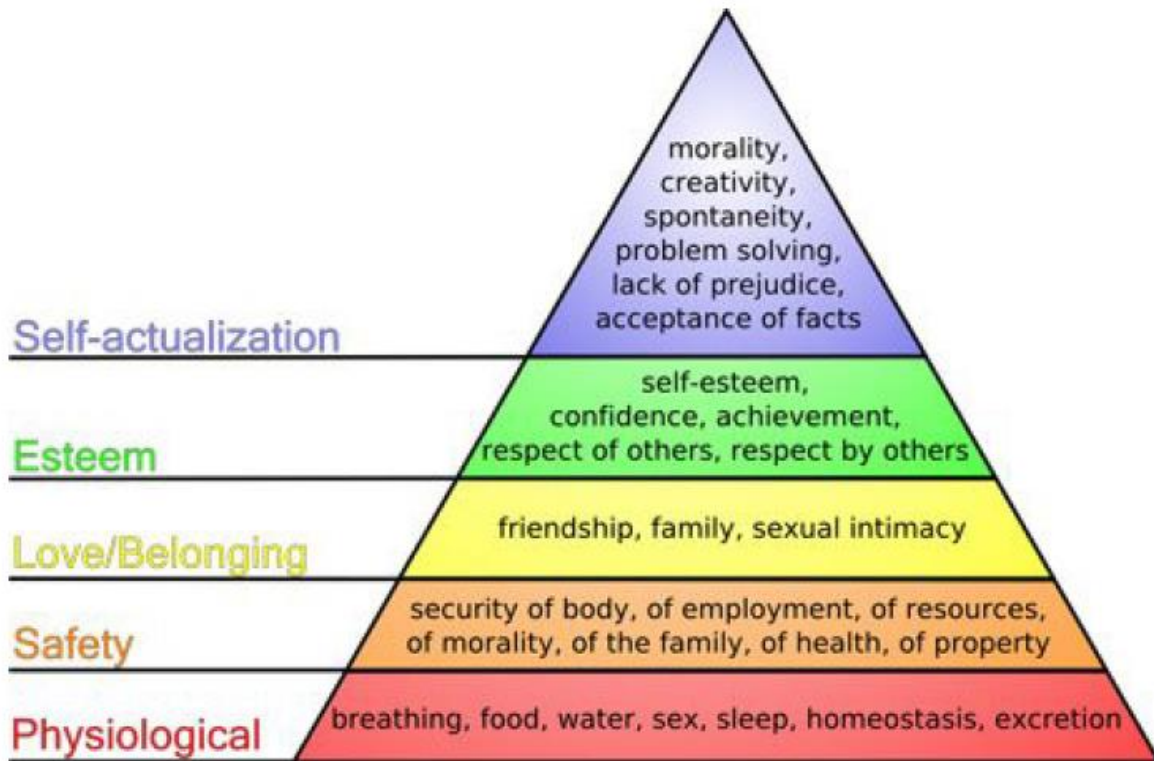 morality,
creativity,
spontaneity,
problem solving,
lack of prejudice,
acceptance of facts
Self-actualization
self-esteem,
confidence, achievement,
respect of others, respect by others
Esteem
friendship, family, sexual intimacy
Love/Belonging
security of body, of employment, of resources,
of morality, of the family, of health, of property
Safety
breathing, food, water, sex, sleep, homeostasis, excretion
Physiological